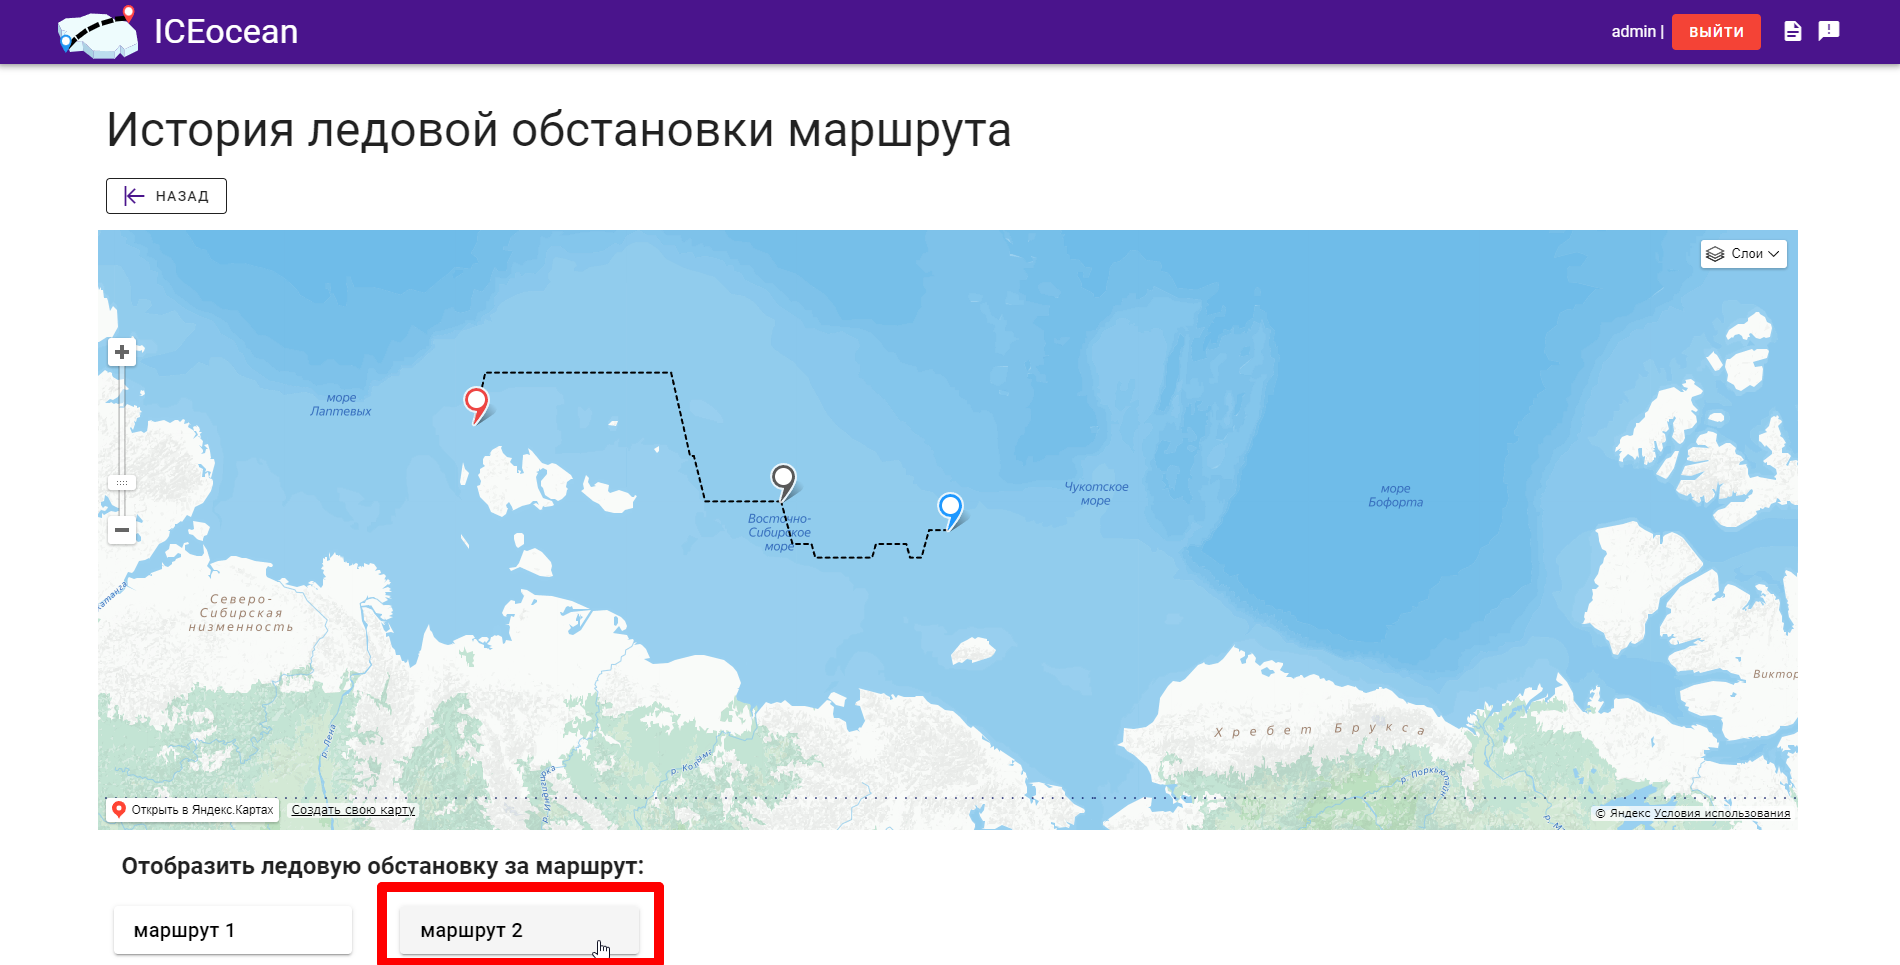 ICEocean
admin |
ВЫЙТИ
История ледовой обстановки маршрута
НАЗАД
Слои
море
Лаптевых
Чукотское
море
море
Бофорта
Восточно-
Сибирское
море
Северо-
Сибирская
низменность
Виктор
Хребет Брукса
р. Лена
р. Колыма
р. Индигирка
Открыть в Яндекс.Картах
Создать свою карту
© Яндекс Условия использования
Отобразить ледовую обстановку за маршрут:
маршрут 1
маршрут 2